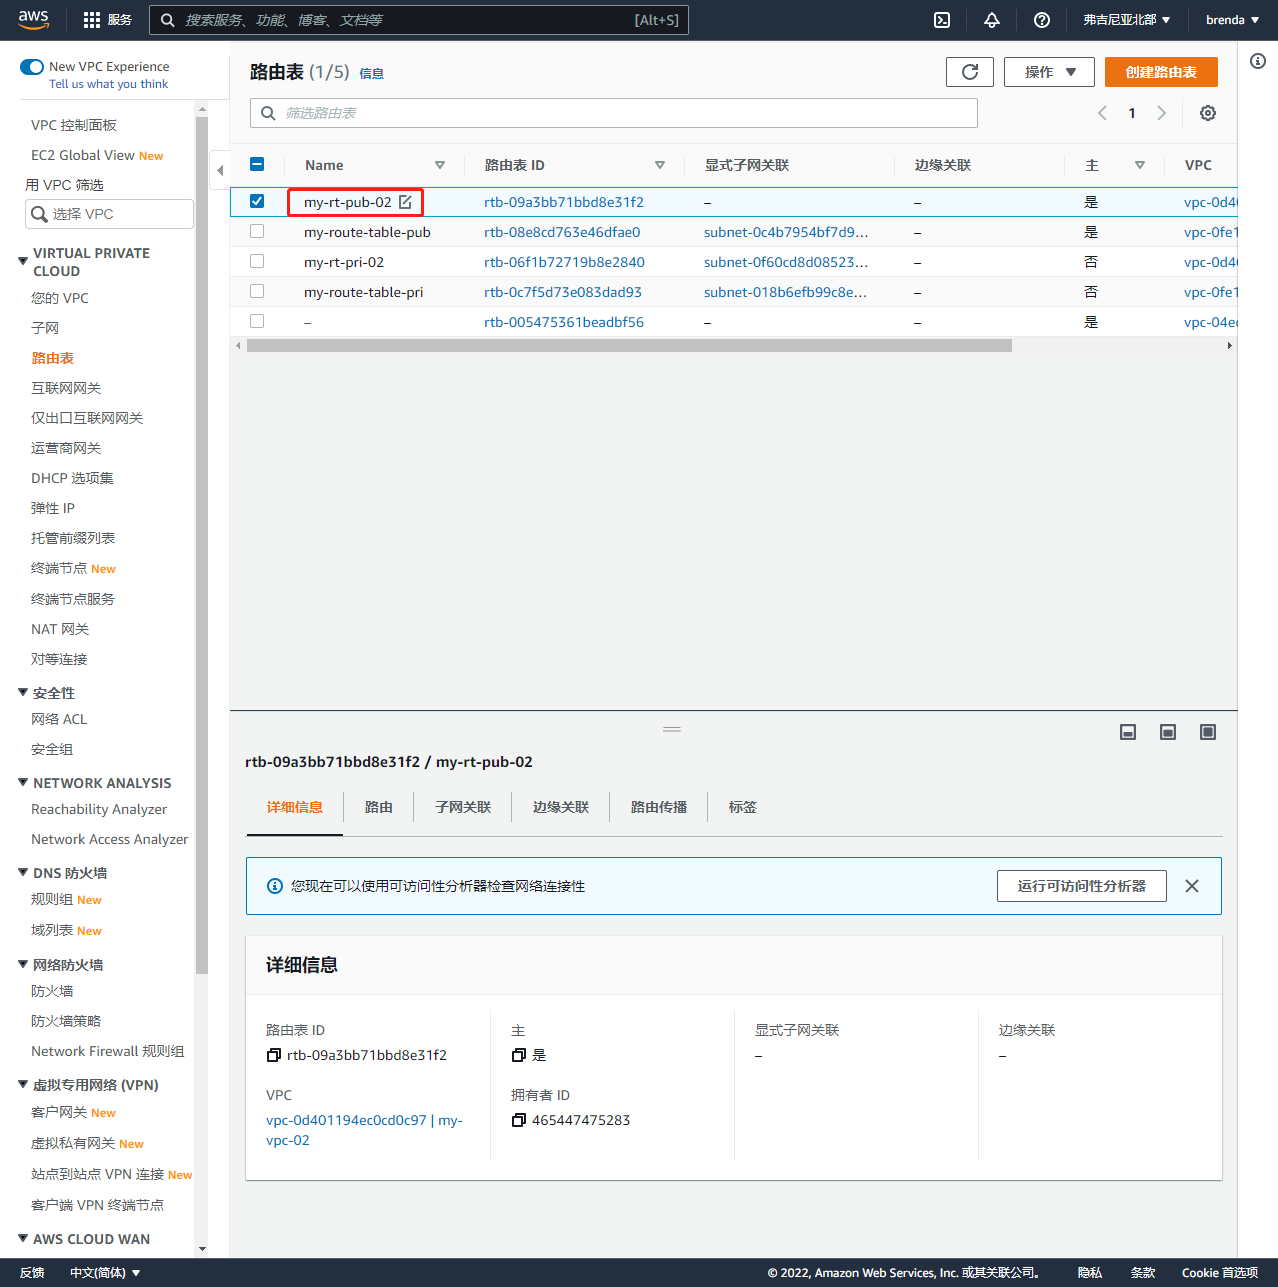 aws 服务 搜索服务、功能、博客、文档等 [Alt+S] 弗吉尼亚北部 brenda
New VPC Experience
Tell us what you think
VPC 控制面板
EC2 Global View New
用 VPC 筛选
选择 VPC
VIRTUAL PRIVATE
CLOUD
您的 VPC
子网
路由表
互联网网关
仅出口互联网网关
运营商网关
DHCP 选项集
弹性 IP
托管前缀列表
终端节点 New
终端节点服务
NAT 网关
对等连接
安全性
网络 ACL
安全组
NETWORK ANALYSIS
Reachability Analyzer
Network Access Analyzer
DNS 防火墙
规则组 New
域列表 New
网络防火墙
防火墙
防火墙策略
Network Firewall 规则组
虚拟专用网络 (VPN)
客户网关 New
虚拟私有网关 New
站点到站点 VPN 连接 New
客户端 VPN 终端节点
AWS CLOUD WAN
路由表 (1/5) 信息 操作 创建路由表
筛选路由表 1
Name 路由表 ID 显式子网关联 边缘关联 主 VPC
my-rt-pub-02 rtb-09a3bb71bbd8e31f2 – – 是 vpc-0d40
my-route-table-pub rtb-08e8cd763e46dfae0 subnet-0c4b7954bf7d9… – 是 vpc-0fe1
my-rt-pri-02 rtb-06f1b72719b8e2840 subnet-0f60cd8d08523… – 否 vpc-0d40
my-route-table-pri rtb-0c7f5d73e083dad93 subnet-018b6efb99c8e… – 否 vpc-0fe1
– rtb-005475361beadbf56 – – 是 vpc-04ec
rtb-09a3bb71bbd8e31f2 / my-rt-pub-02
详细信息 路由 子网关联 边缘关联 路由传播 标签
您现在可以使用可访问性分析器检查网络连接性 运行可访问性分析器
详细信息
路由表 ID 主 显式子网关联 边缘关联
rtb-09a3bb71bbd8e31f2 是 – –
VPC 拥有者 ID
vpc-0d401194ec0cd0c97 | my-
vpc-02
465447475283
反馈 中文(简体) © 2022, Amazon Web Services, Inc. 或其关联公司。 隐私 条款 Cookie 首选项